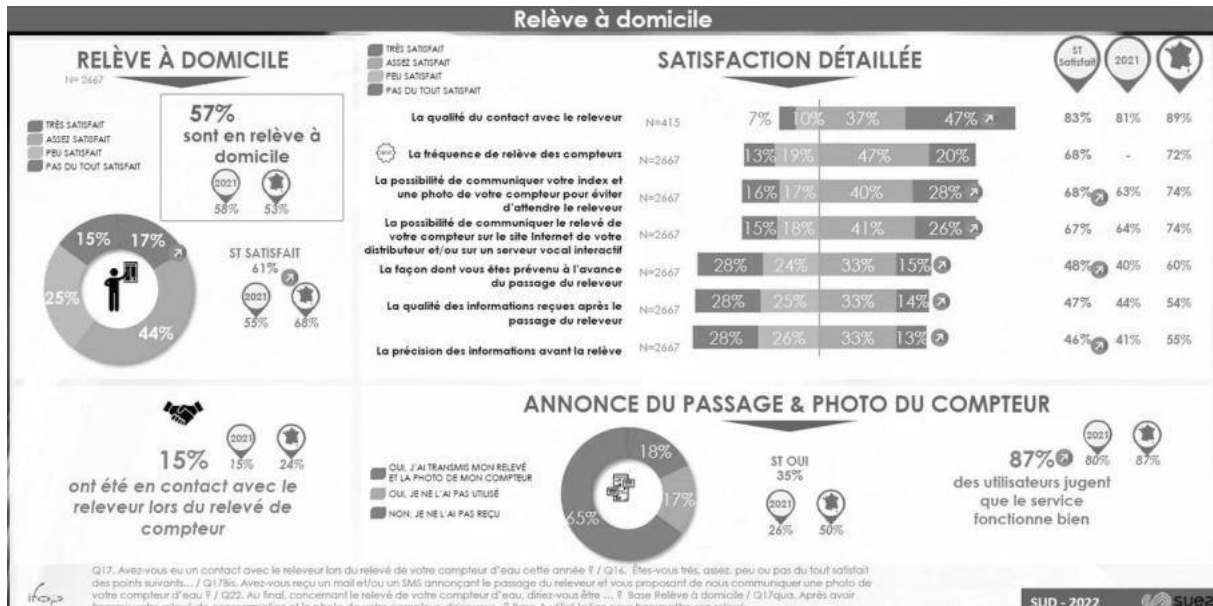 Relève à domicile
RELÈVE À DOMICILE
N= 2667
TRÈS SATISFAIT
ASSEZ SATISFAIT
PEU SATISFAIT
PAS DU TOUT SATISFAIT
57%
sont en relève à
domicile
2021
58% 53%
15% 17%
25%
44%
ST SATISFAIT
61%
2021
55% 68%
TRÈS SATISFAIT
ASSEZ SATISFAIT
PEU SATISFAIT
PAS DU TOUT SATISFAIT
SATISFACTION DÉTAILLÉE
ST
Satisfait
2021
La qualité du contact avec le releveur N=415 7% 10% 37% 47% 83% 81% 89%
La fréquence de relève des compteurs N=2667 13% 19% 47% 20% 68% - 72%
La possibilité de communiquer votre index et
une photo de votre compteur pour éviter
d'attendre le releveur
N=2667 16% 17% 40% 28% 68% 63% 74%
La possibilité de communiquer le relevé de
votre compteur sur le site Internet de votre
distributeur et/ou sur un serveur vocal interactif
N=2667 15% 18% 41% 26% 67% 64% 74%
La façon dont vous êtes prévenu à l'avance
du passage du releveur
N=2667 28% 24% 33% 15% 48% 40% 60%
La qualité des informations reçues après le
passage du releveur
N=2667 28% 25% 33% 14% 47% 44% 54%
La précision des informations avant la relève N=2667 28% 26% 33% 13% 46% 41% 55%
15%
2021
15% 24%
ont été en contact avec le
releveur lors du relevé de
compteur
ANNONCE DU PASSAGE & PHOTO DU COMPTEUR
OUI, J'AI TRANSMIS MON RELEVÉ
ET LA PHOTO DE MON COMPTEUR
OUI, JE NE L'AI PAS UTILISÉ
NON, JE NE L'AI PAS REÇU
18%
17%
65%
ST OUI
35%
2021
26% 50%
87%
2021
80% 87%
des utilisateurs jugent
que le service
fonctionne bien
Q17. Avez-vous eu un contact avec le releveur lors du relevé de votre compteur d'eau cette année ? / Q16. Êtes-vous très, assez, peu ou pas du tout satisfait
des points suivants... / Q17Bis. Avez-vous reçu un mail et/ou un SMS annonçant le passage du releveur et vous proposant de nous communiquer une photo de
votre compteur d'eau ? / Q22. Au final, concernant le relevé de votre compteur d'eau, diriez-vous être ... ? Base Relève à domicile / Q17qua. Après avoir
ifop
SUD - 2022
suez